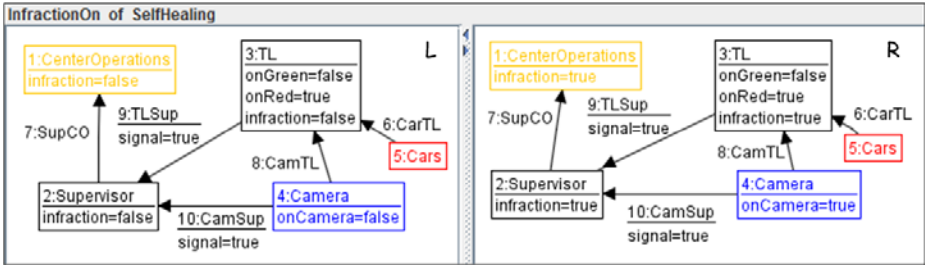 InfractionOn of SelfHealing
L
1:CenterOperations
infraction=false
3:TL
onGreen=false
onRed=true
infraction=false
9:TLSup
signal=true
7:SupCO
6:CarTL
5:Cars
8:CamTL
2:Supervisor
infraction=false
4:Camera
onCamera=false
10:CamSup
signal=true
R
1:CenterOperations
infraction=true
3:TL
onGreen=false
onRed=true
infraction=true
9:TLSup
signal=true
7:SupCO
6:CarTL
5:Cars
8:CamTL
2:Supervisor
infraction=true
4:Camera
onCamera=true
10:CamSup
signal=true